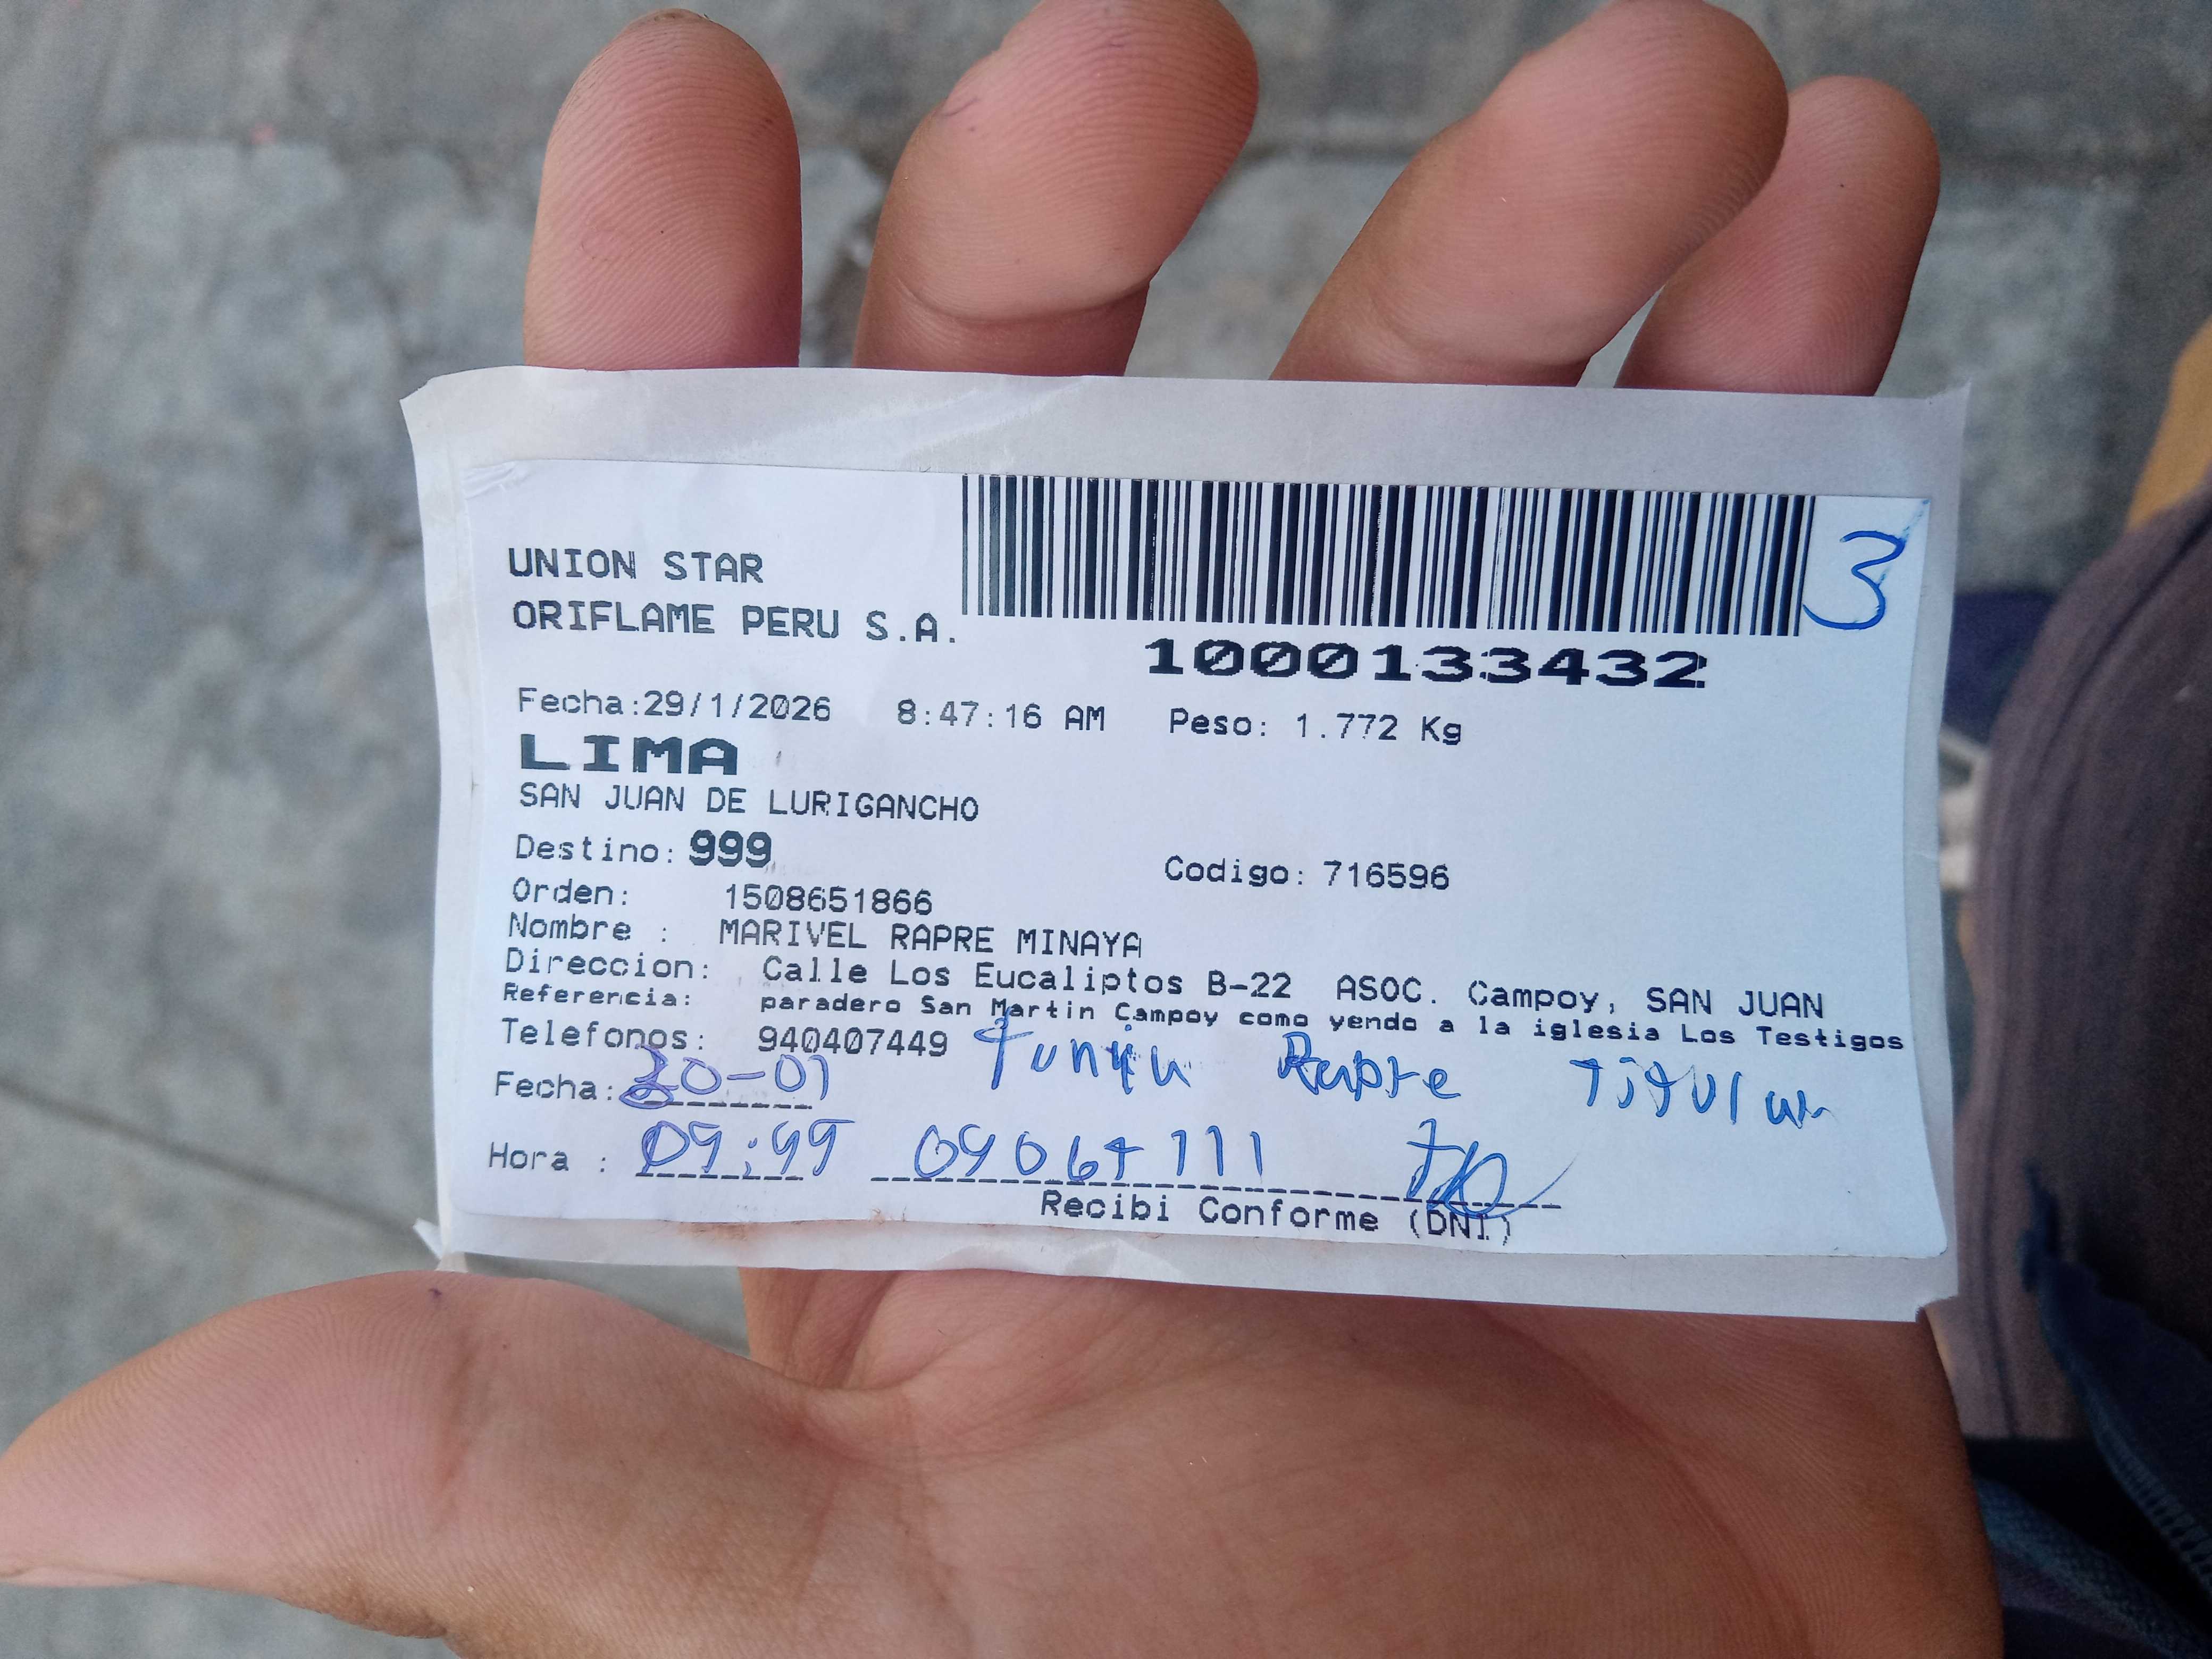 3
UNION STAR
ORIFLAME PERU S.A.
1000133432
Fecha:29/1/2026 8:47:16 AM Peso: 1.772 Kg
LIMA
SAN JUAN DE LURIGANCHO
Destino: 999
Codigo: 716596
Orden: 1508651866
Nombre : MARIVEL RAPRE MINAYA
Direccion: Calle Los Eucaliptos B-22 ASOC. Campoy, SAN JUAN
Referencia: paradero San Martin Campoy como yendo a la iglesia Los Testigos
Telefonos: 940407449
Rapre Titular
Fecha: 30-01
Hora :
Recibi Conforme (DNI)